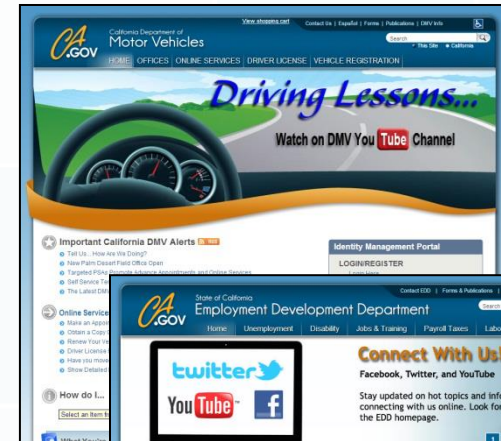 View shopping cart
Contact Us | Español | Forms | Publications | DMV Info
CA
.GOV
California Department of
Motor Vehicles
Search
This Site California
HOME OFFICES ONLINE SERVICES DRIVER LICENSE VEHICLE REGISTRATION
Driving Lessons...
Watch on DMV You Tube Channel
Important California DMV Alerts
Tell Us... How Are We Doing?
New Palm Desert Field Office Open
Targeted PSAs Promote Advance Appointments and Online Services
Self Service Te
The Latest DM
Identity Management Portal
LOGIN/REGISTER
Online Service
Make an Appoi
Obtain a Copy
Renew Your Ve
Driver License
Have you move
Show Detailed
How do I...
Select an Item fr
CA
.GOV
State of California
Employment Development Department
Contact EDD | Forms & Publications |
Search
Home Unemployment Disability Jobs & Training Payroll Taxes Labo
twitter
You Tube f
Connect With Us!
Facebook, Twitter, and YouTube
Stay updated on hot topics and info
connecting with us online. Look for
the EDD homepage.